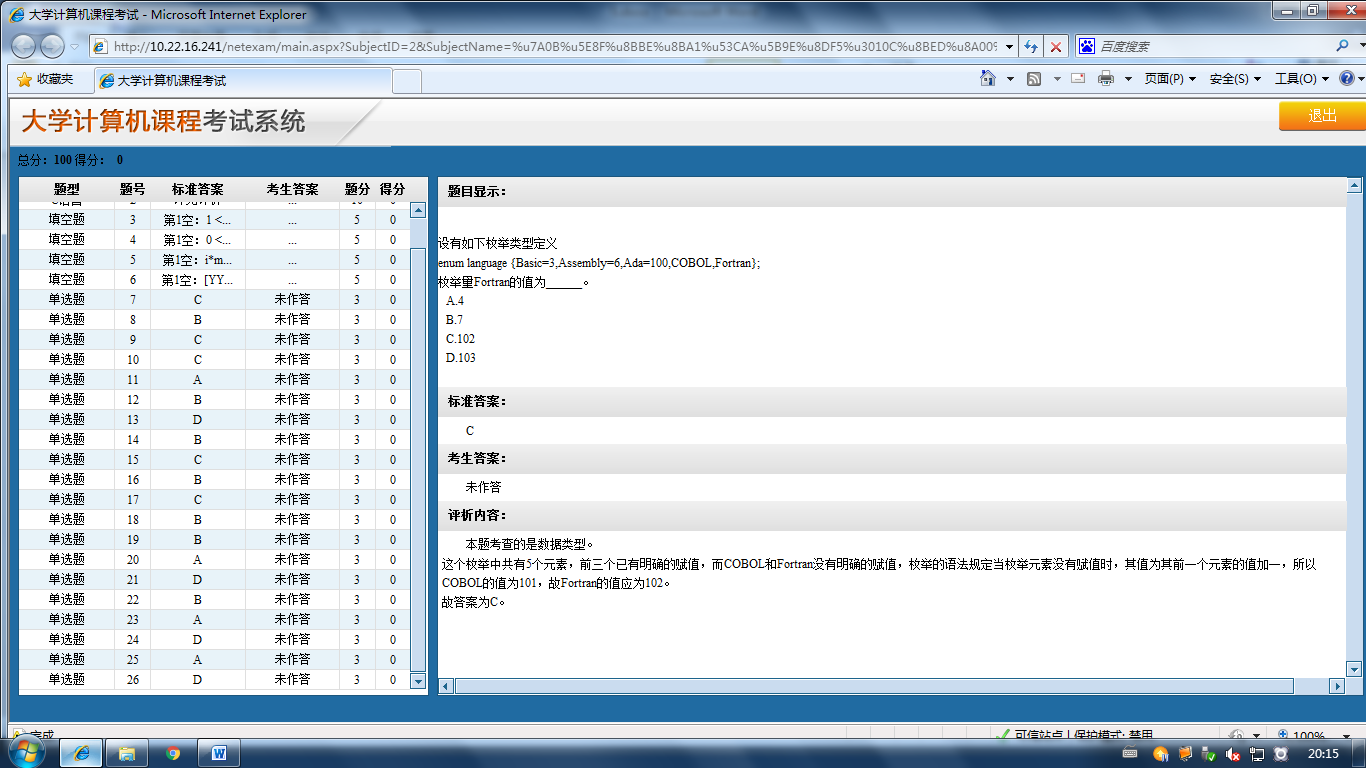 大学计算机课程考试 - Microsoft Internet Explorer
http://10.22.16.241/netexam/main.aspx?SubjectID=2&SubjectName=%u7A0B%u5E8F%u8BBE%u8BA1%u53CA%u5B9E%u8DF5%u3010C%u8BED%u8A00%
百度搜索
收藏夹
大学计算机课程考试
页面(P)
安全(S)
工具(O)
大学计算机课程考试系统
退出
总分：100 得分： 0
题型 题号 标准答案 考生答案 题分 得分
填空题 3 第1空：1 <... ... 5 0
填空题 4 第1空：0 <... ... 5 0
填空题 5 第1空：i*m... ... 5 0
填空题 6 第1空：[YY... ... 5 0
单选题 7 C 未作答 3 0
单选题 8 B 未作答 3 0
单选题 9 C 未作答 3 0
单选题 10 C 未作答 3 0
单选题 11 A 未作答 3 0
单选题 12 B 未作答 3 0
单选题 13 D 未作答 3 0
单选题 14 B 未作答 3 0
单选题 15 C 未作答 3 0
单选题 16 B 未作答 3 0
单选题 17 C 未作答 3 0
单选题 18 B 未作答 3 0
单选题 19 B 未作答 3 0
单选题 20 A 未作答 3 0
单选题 21 D 未作答 3 0
单选题 22 B 未作答 3 0
单选题 23 A 未作答 3 0
单选题 24 D 未作答 3 0
单选题 25 A 未作答 3 0
单选题 26 D 未作答 3 0
题目显示：
设有如下枚举类型定义
enum language {Basic=3,Assembly=6,Ada=100,COBOL,Fortran};
枚举量Fortran的值为______。
A.4
B.7
C.102
D.103
标准答案：
C
考生答案：
未作答
评析内容：
本题考查的是数据类型。
这个枚举中共有5个元素，前三个已有明确的赋值，而COBOL和Fortran没有明确的赋值，枚举的语法规定当枚举元素没有赋值时，其值为其前一个元素的值加一，所以
COBOL的值为101，故Fortran的值应为102。
故答案为C。
完成
可信站点 | 保护模式: 禁用
100%
20:15